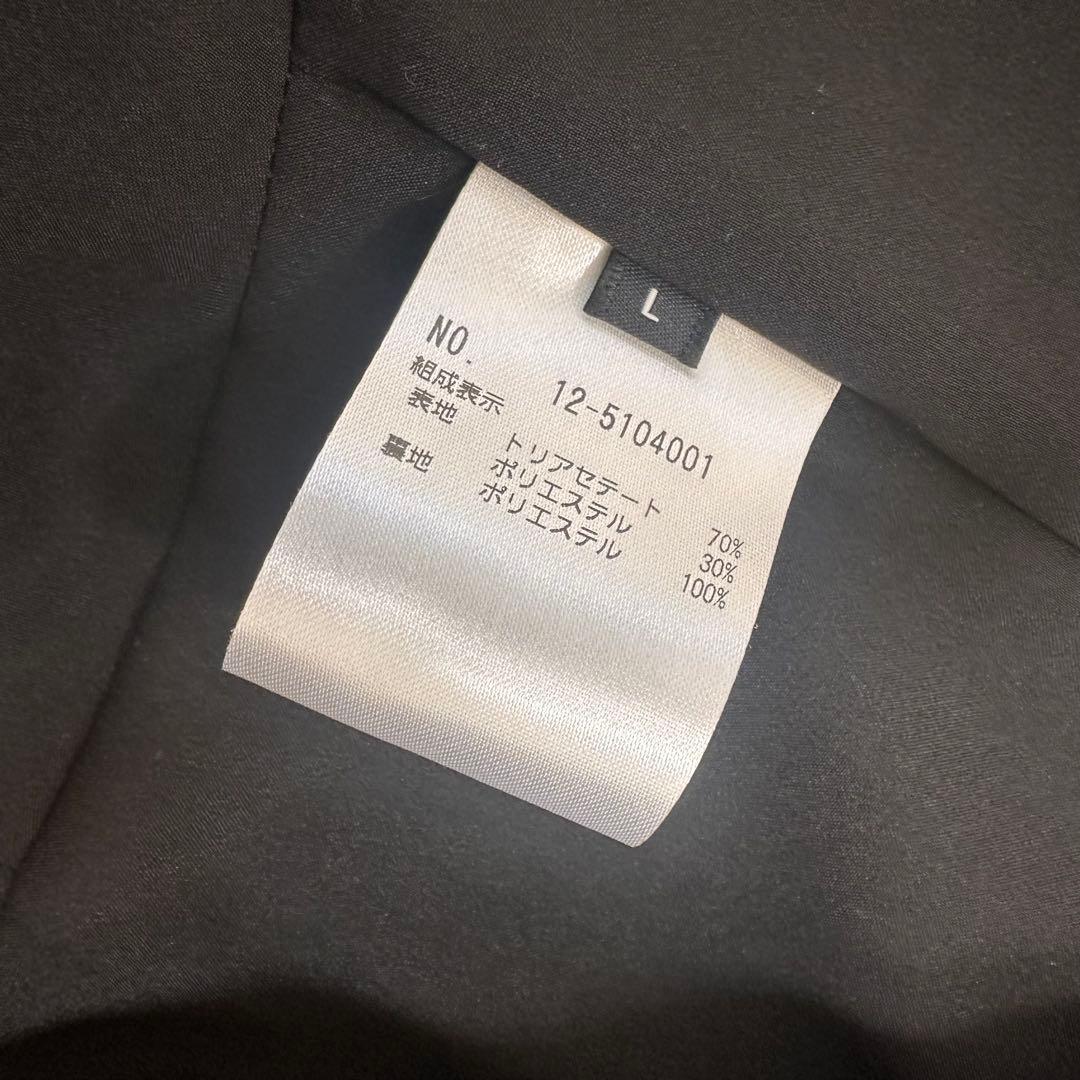 L
NO. 12-5104001
組成表示
表地 トリアセテート 70%
ポリエステル 30%
裏地 ポリエステル 100%